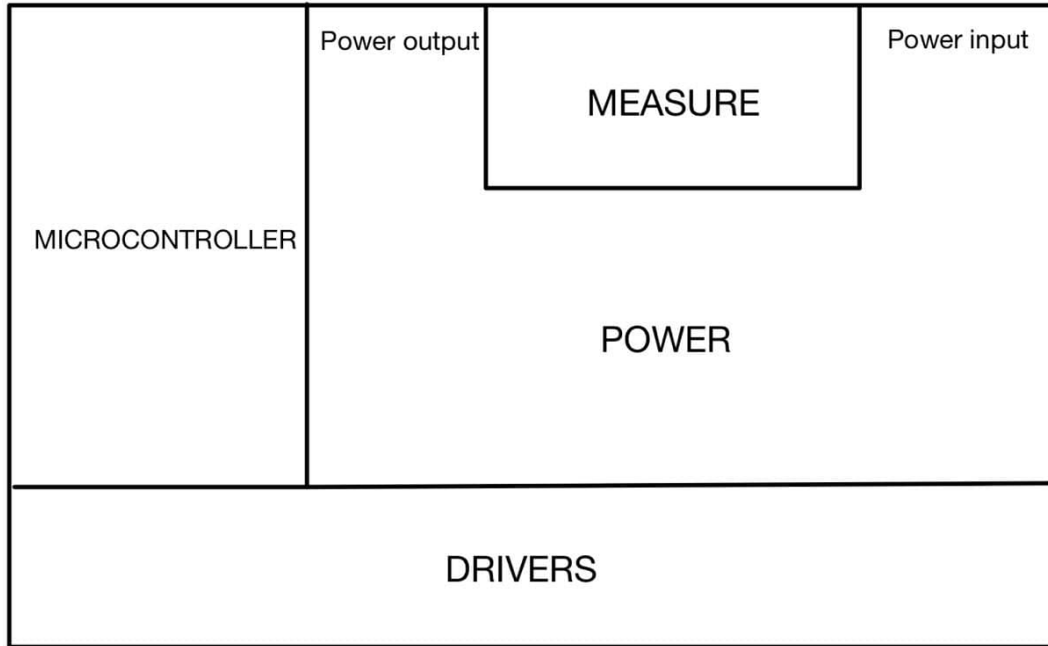 Power output
Power input
MEASURE
MICROCONTROLLER
POWER
DRIVERS